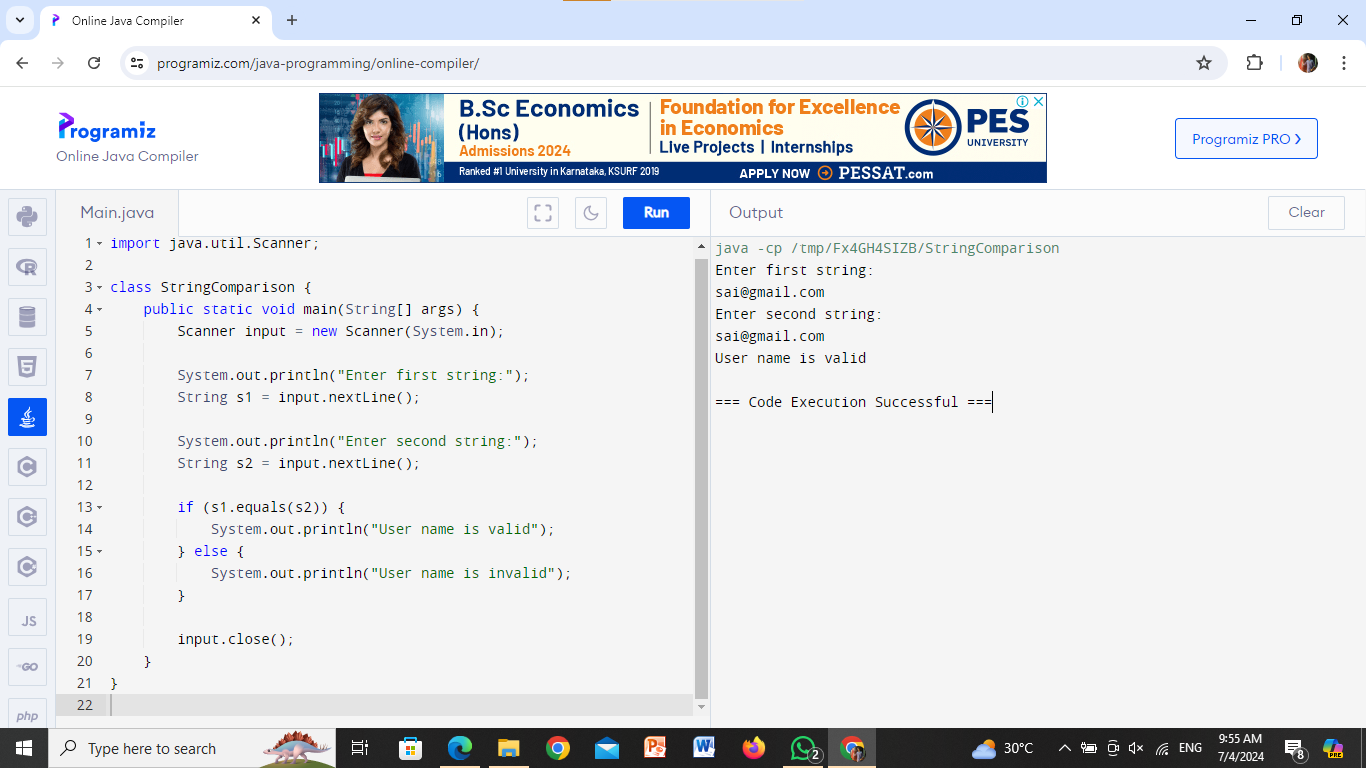 Online Java Compiler
programiz.com/java-programming/online-compiler/
Programiz
Online Java Compiler
B.Sc Economics
(Hons)
Admissions 2024
Ranked #1 University in Karnataka, KSURF 2019
Foundation for Excellence
in Economics
Live Projects | Internships
APPLY NOW PESSAT.com
PES
UNIVERSITY
Programiz PRO
Main.java
Run
Output
Clear
1 import java.util.Scanner;
2
3 class StringComparison {
4 public static void main(String[] args) {
5 Scanner input = new Scanner(System.in);
6
7 System.out.println("Enter first string:");
8 String s1 = input.nextLine();
9
10 System.out.println("Enter second string:");
11 String s2 = input.nextLine();
12
13 if (s1.equals(s2)) {
14 System.out.println("User name is valid");
15 } else {
16 System.out.println("User name is invalid");
17 }
18
19 input.close();
20 }
21 }
22
java -cp /tmp/Fx4GH4SIZB/StringComparison
Enter first string:
sai@gmail.com
Enter second string:
sai@gmail.com
User name is valid
=== Code Execution Successful ===
JS
GO
php
Type here to search
2
30°C
ENG
9:55 AM
7/4/2024
8
PRE